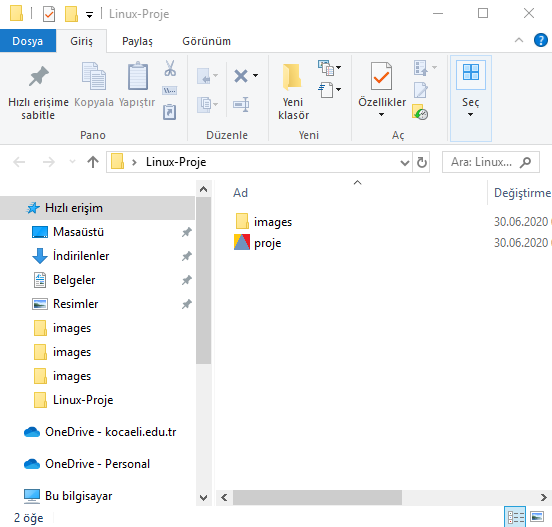 Linux-Proje
Dosya Giriş Paylaş Görünüm
Hızlı erişime sabitle
Kopyala
Yapıştır
Yeni klasör
Özellikler
Seç
Pano Düzenle Yeni Aç
Linux-Proje
Ara: Linux...
Ad Değiştirme
Hızlı erişim
Masaüstü
İndirilenler
Belgeler
Resimler
images
images
images
Linux-Proje
OneDrive - kocaeli.edu.tr
OneDrive - Personal
Bu bilgisayar
images 30.06.2020
proje 30.06.2020
2 öğe